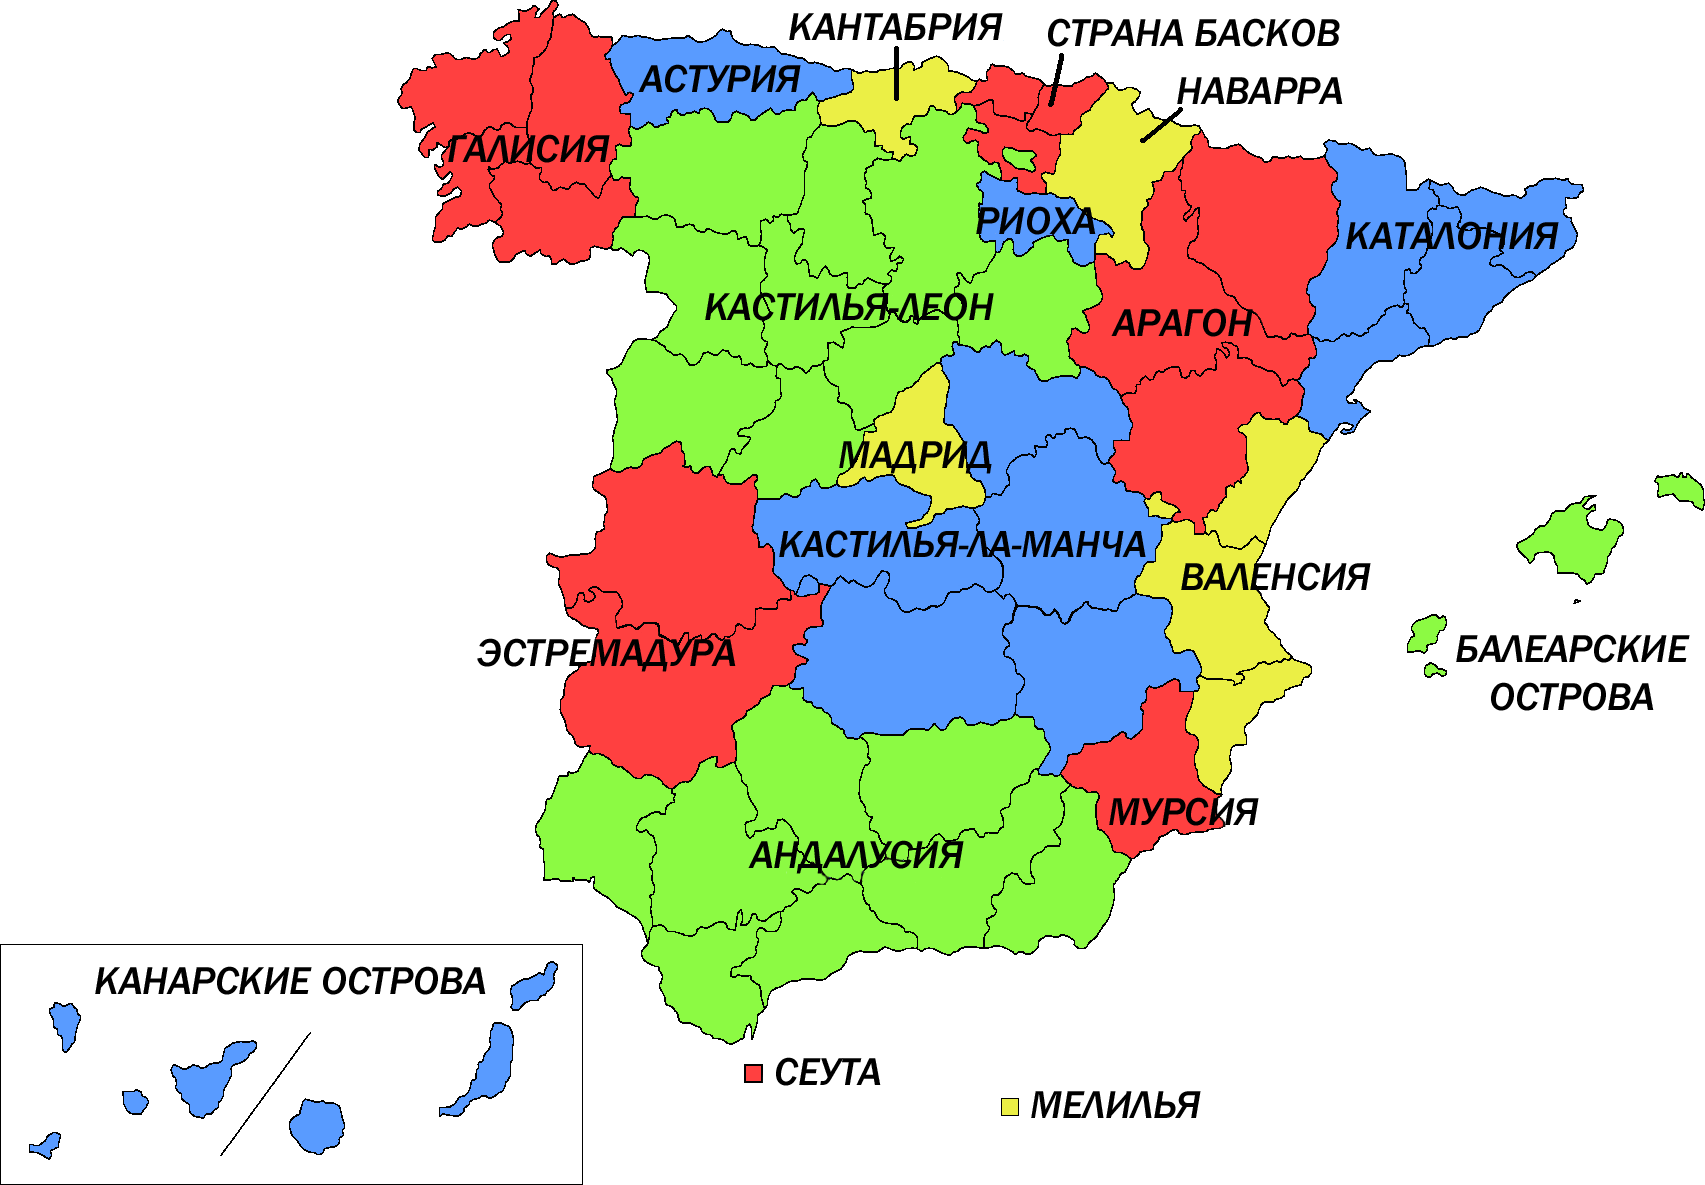 КАНТАБРИЯ
СТРАНА БАСКОВ
АСТУРИЯ
НАВАРРА
ГАЛИСИЯ
РИОХА
КАТАЛОНИЯ
КАСТИЛЬЯ-ЛЕОН
АРАГОН
МАДРИД
КАСТИЛЬЯ-ЛА-МАНЧА
ВАЛЕНСИЯ
ЭСТРЕМАДУРА
БАЛЕАРСКИЕ
ОСТРОВА
МУРСИЯ
АНДАЛУСИЯ
КАНАРСКИЕ ОСТРОВА
СЕУТА
МЕЛИЛЬЯ